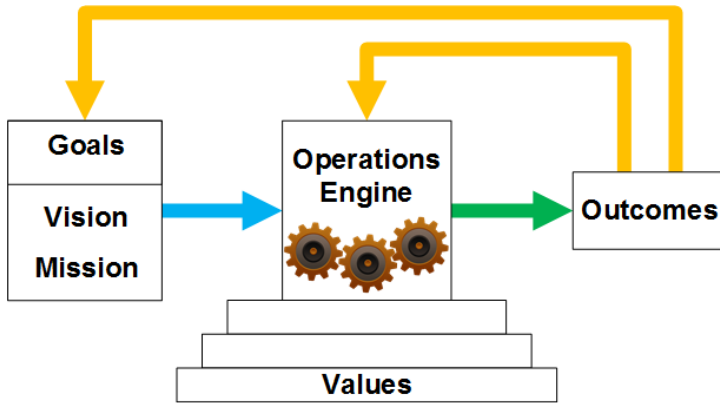 Goals
Vision
Mission
Operations
Engine
Outcomes
Values